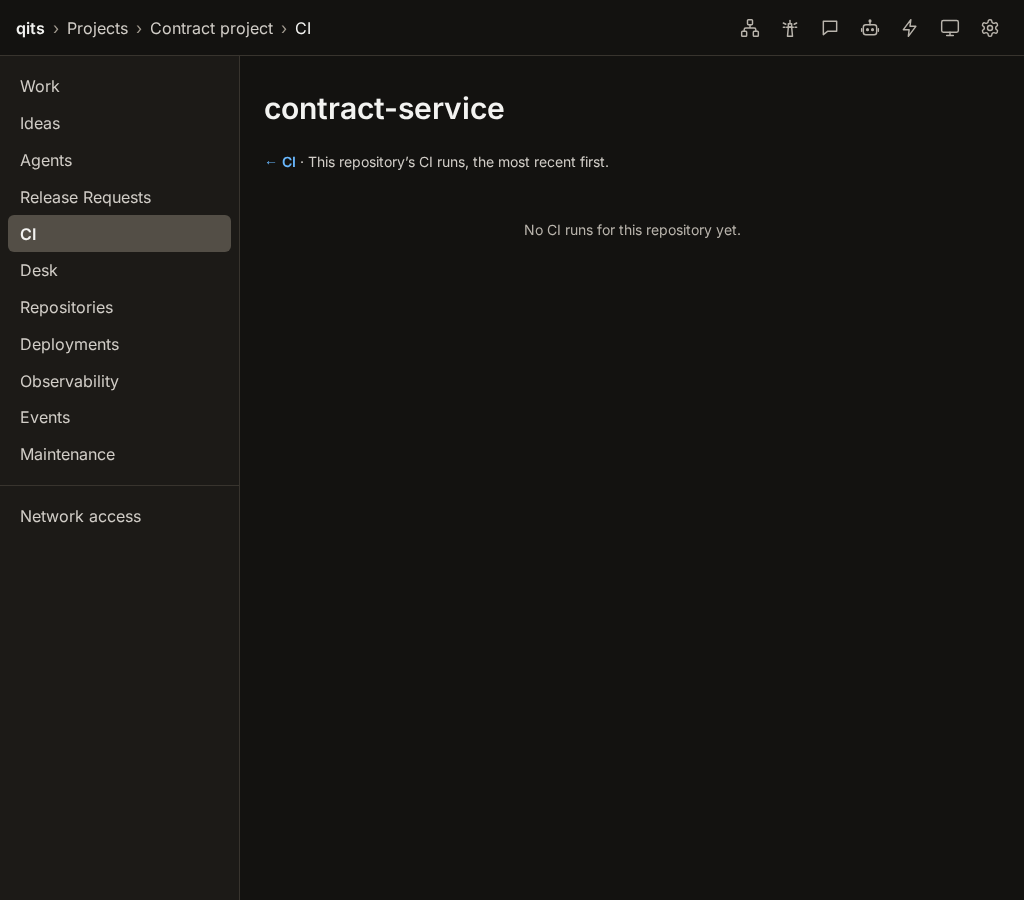 qits › Projects › Contract project › CI
Work
Ideas
Agents
Release Requests
CI
Desk
Repositories
Deployments
Observability
Events
Maintenance
Network access
contract-service
← CI · This repository’s CI runs, the most recent first.
No CI runs for this repository yet.